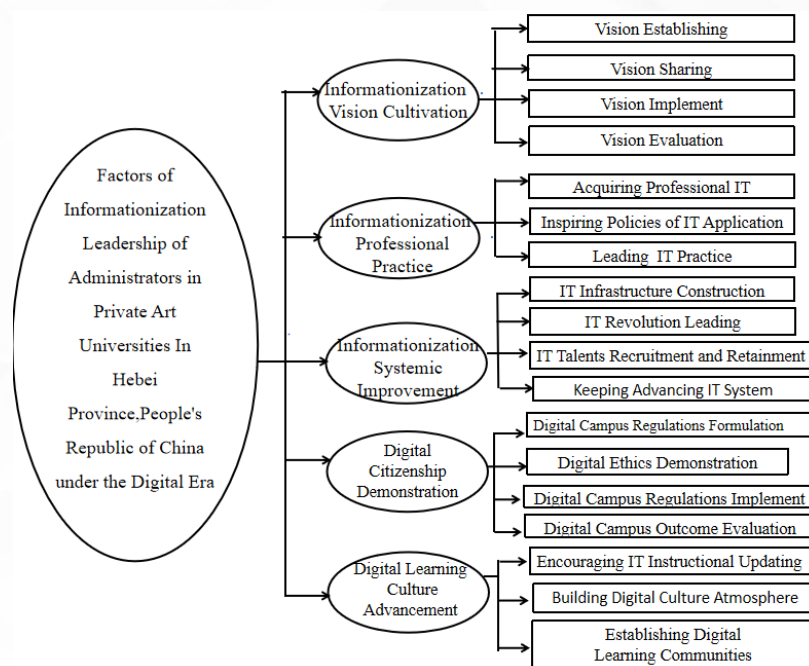 Factors of
Informationization
Leadership of
Administrators in
Private Art
Universities In
Hebei
Province,People's
Republic of China
under the Digital Era
Informationization
Vision Cultivation
Vision Establishing
Vision Sharing
Vision Implement
Vision Evaluation
Informationization
Professional
Practice
Acquiring Professional IT
Inspiring Policies of IT Application
Leading IT Practice
Informationization
Systemic
Improvement
IT Infrastructure Construction
IT Revolution Leading
IT Talents Recruitment and Retainment
Keeping Advancing IT System
Digital
Citizenship
Demonstration
Digital Campus Regulations Formulation
Digital Ethics Demonstration
Digital Campus Regulations Implement
Digital Campus Outcome Evaluation
Digital Learning
Culture
Advancement
Encouraging IT Instructional Updating
Building Digital Culture Atmosphere
Establishing Digital
Learning Communities